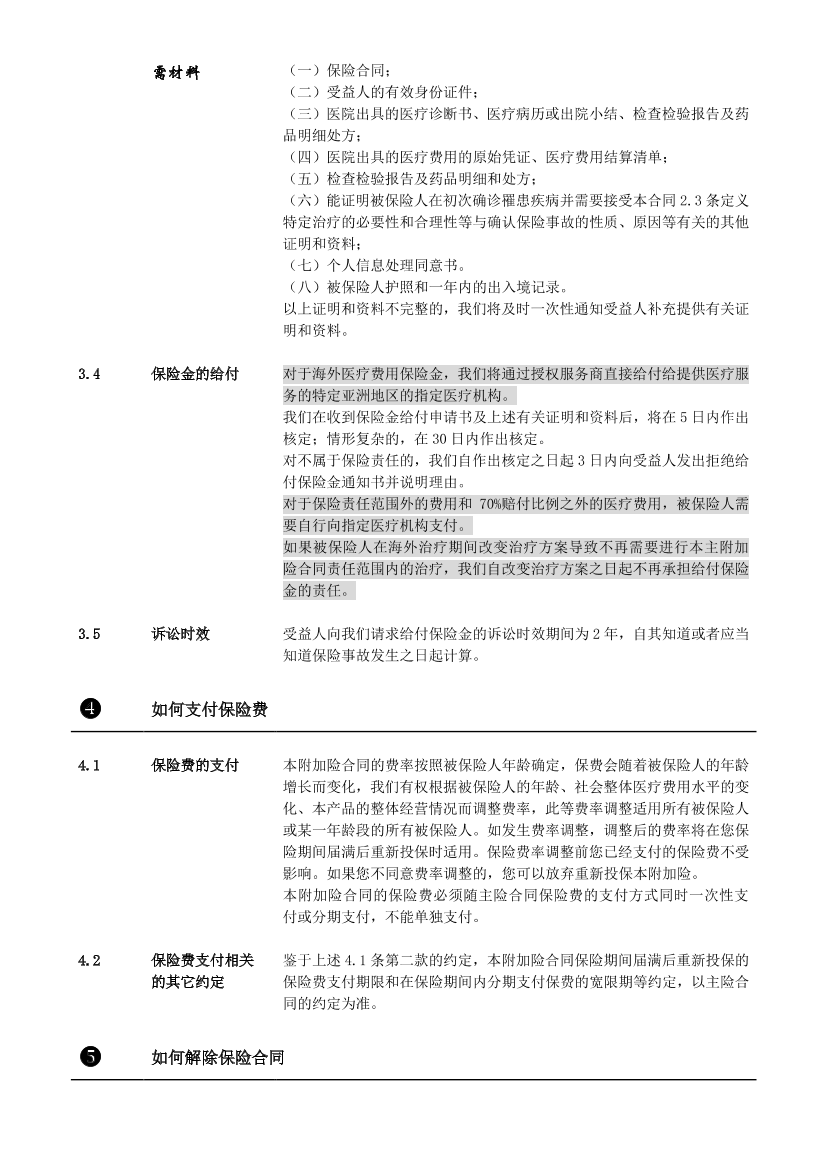 需材料 （一）保险合同；
（二）受益人的有效身份证件；
（三）医院出具的医疗诊断书、医疗病历或出院小结、检查检验报告及药
品明细处方；
（四）医院出具的医疗费用的原始凭证、医疗费用结算清单；
（五）检查检验报告及药品明细和处方；
（六）能证明被保险人在初次确诊罹患疾病并需要接受本合同 2.3 条定义
特定治疗的必要性和合理性等与确认保险事故的性质、原因等有关的其他
证明和资料；
（七）个人信息处理同意书。
（八）被保险人护照和一年内的出入境记录。
以上证明和资料不完整的，我们将及时一次性通知受益人补充提供有关证
明和资料。
3.4 保险金的给付 对于海外医疗费用保险金，我们将通过授权服务商直接给付给提供医疗服
务的特定亚洲地区的指定医疗机构。
我们在收到保险金给付申请书及上述有关证明和资料后，将在 5 日内作出
核定；情形复杂的，在 30 日内作出核定。
对不属于保险责任的，我们自作出核定之日起 3 日内向受益人发出拒绝给
付保险金通知书并说明理由。
对于保险责任范围外的费用和 70%赔付比例之外的医疗费用，被保险人需
要自行向指定医疗机构支付。
如果被保险人在海外治疗期间改变治疗方案导致不再需要进行本主附加
险合同责任范围内的治疗，我们自改变治疗方案之日起不再承担给付保险
金的责任。
3.5 诉讼时效 受益人向我们请求给付保险金的诉讼时效期间为 2 年，自其知道或者应当
知道保险事故发生之日起计算。
❹ 如何支付保险费
4.1 保险费的支付 本附加险合同的费率按照被保险人年龄确定，保费会随着被保险人的年龄
增长而变化，我们有权根据被保险人的年龄、社会整体医疗费用水平的变
化、本产品的整体经营情况而调整费率，此等费率调整适用所有被保险人
或某一年龄段的所有被保险人。如发生费率调整，调整后的费率将在您保
险期间届满后重新投保时适用。保险费率调整前您已经支付的保险费不受
影响。如果您不同意费率调整的，您可以放弃重新投保本附加险。
本附加险合同的保险费必须随主险合同保险费的支付方式同时一次性支
付或分期支付，不能单独支付。
4.2 保险费支付相关 鉴于上述 4.1 条第二款的约定，本附加险合同保险期间届满后重新投保的
的其它约定 保险费支付期限和在保险期间内分期支付保费的宽限期等约定，以主险合
同的约定为准。
❺ 如何解除保险合同